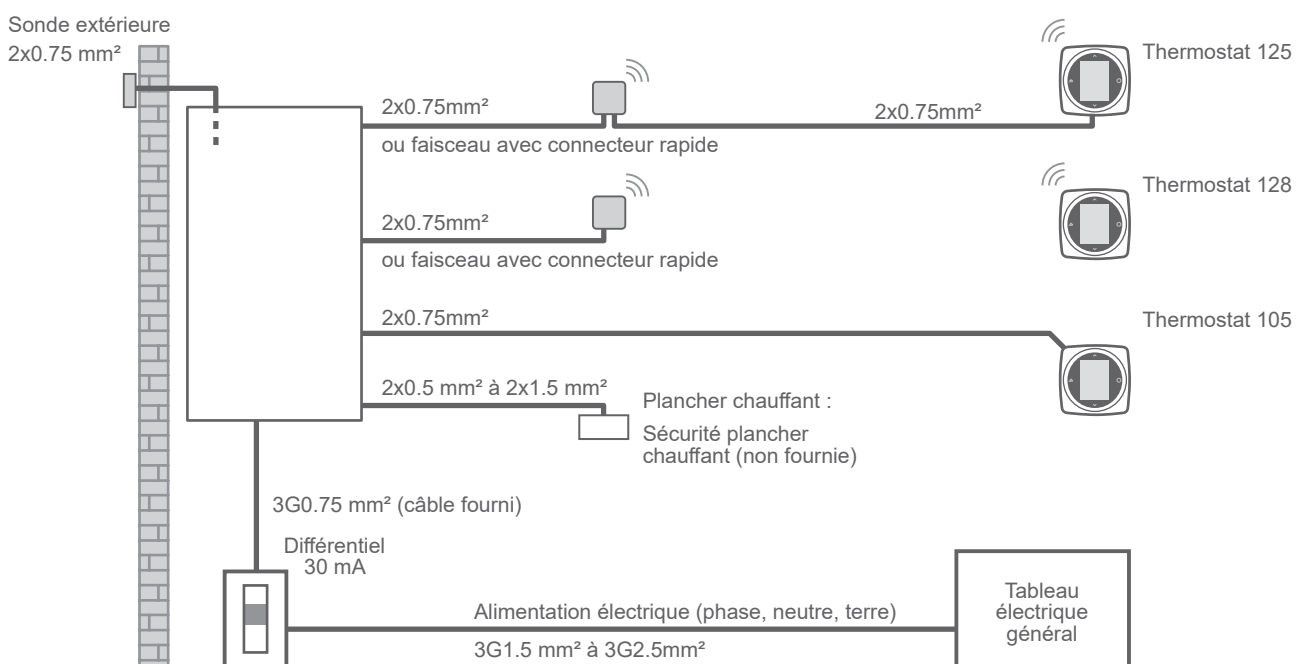 Sonde extérieure
2x0.75 mm²
Thermostat 125
2x0.75mm²
2x0.75mm²
ou faisceau avec connecteur rapide
Thermostat 128
2x0.75mm²
ou faisceau avec connecteur rapide
2x0.75mm²
Thermostat 105
2x0.5 mm² à 2x1.5 mm²
Plancher chauffant :
Sécurité plancher
chauffant (non fournie)
3G0.75 mm² (câble fourni)
Différentiel
30 mA
Alimentation électrique (phase, neutre, terre)
3G1.5 mm² à 3G2.5mm²
Tableau
électrique
général